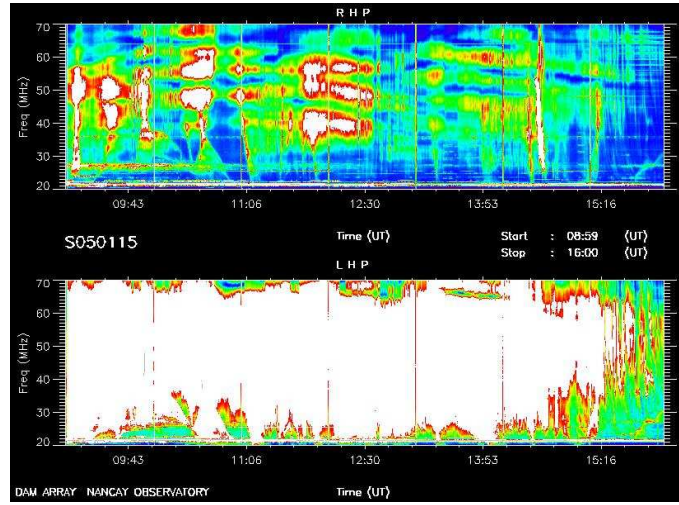 RHP
70
60
50
40
30
20
Freq (MHz)
09:43 11:06 12:30 13:53 15:16
S050115 Time (UT) Start : 08:59 (UT)
Stop : 16:00 (UT)
LHP
70
60
50
40
30
20
Freq (MHz)
09:43 11:06 12:30 13:53 15:16
DAM ARRAY NANCAY OBSERVATORY Time (UT)